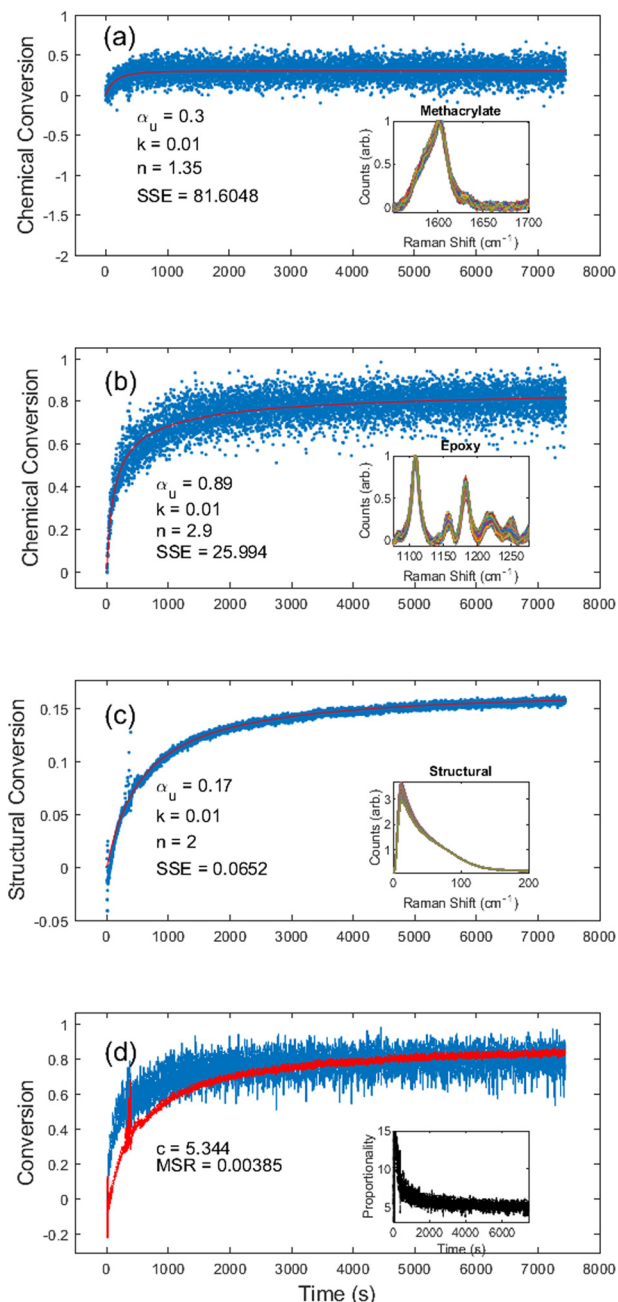 (a)
Chemical Conversion
1
0.5
0
-0.5
-1
-1.5
-2
α_u = 0.3
k = 0.01
n = 1.35
SSE = 81.6048
Methacrylate
Counts (arb.)
1
0.5
0
1600
1650
1700
Raman Shift (cm⁻¹)
0
1000
2000
3000
4000
5000
6000
7000
8000
(b)
Chemical Conversion
1
0.8
0.6
0.4
0.2
0
α_u = 0.89
k = 0.01
n = 2.9
SSE = 25.994
Epoxy
Counts (arb.)
1
0.5
0
1100
1150
1200
1250
Raman Shift (cm⁻¹)
0
1000
2000
3000
4000
5000
6000
7000
8000
(c)
Structural Conversion
0.15
0.1
0.05
0
-0.05
α_u = 0.17
k = 0.01
n = 2
SSE = 0.0652
Structural
Counts (arb.)
3
2
1
0
100
200
Raman Shift (cm⁻¹)
0
1000
2000
3000
4000
5000
6000
7000
8000
(d)
Conversion
1
0.8
0.6
0.4
0.2
0
-0.2
c = 5.344
MSR = 0.00385
Proportionality
15
10
5
0
2000
4000
6000
Time (s)
0
1000
2000
3000
4000
5000
6000
7000
8000
Time (s)